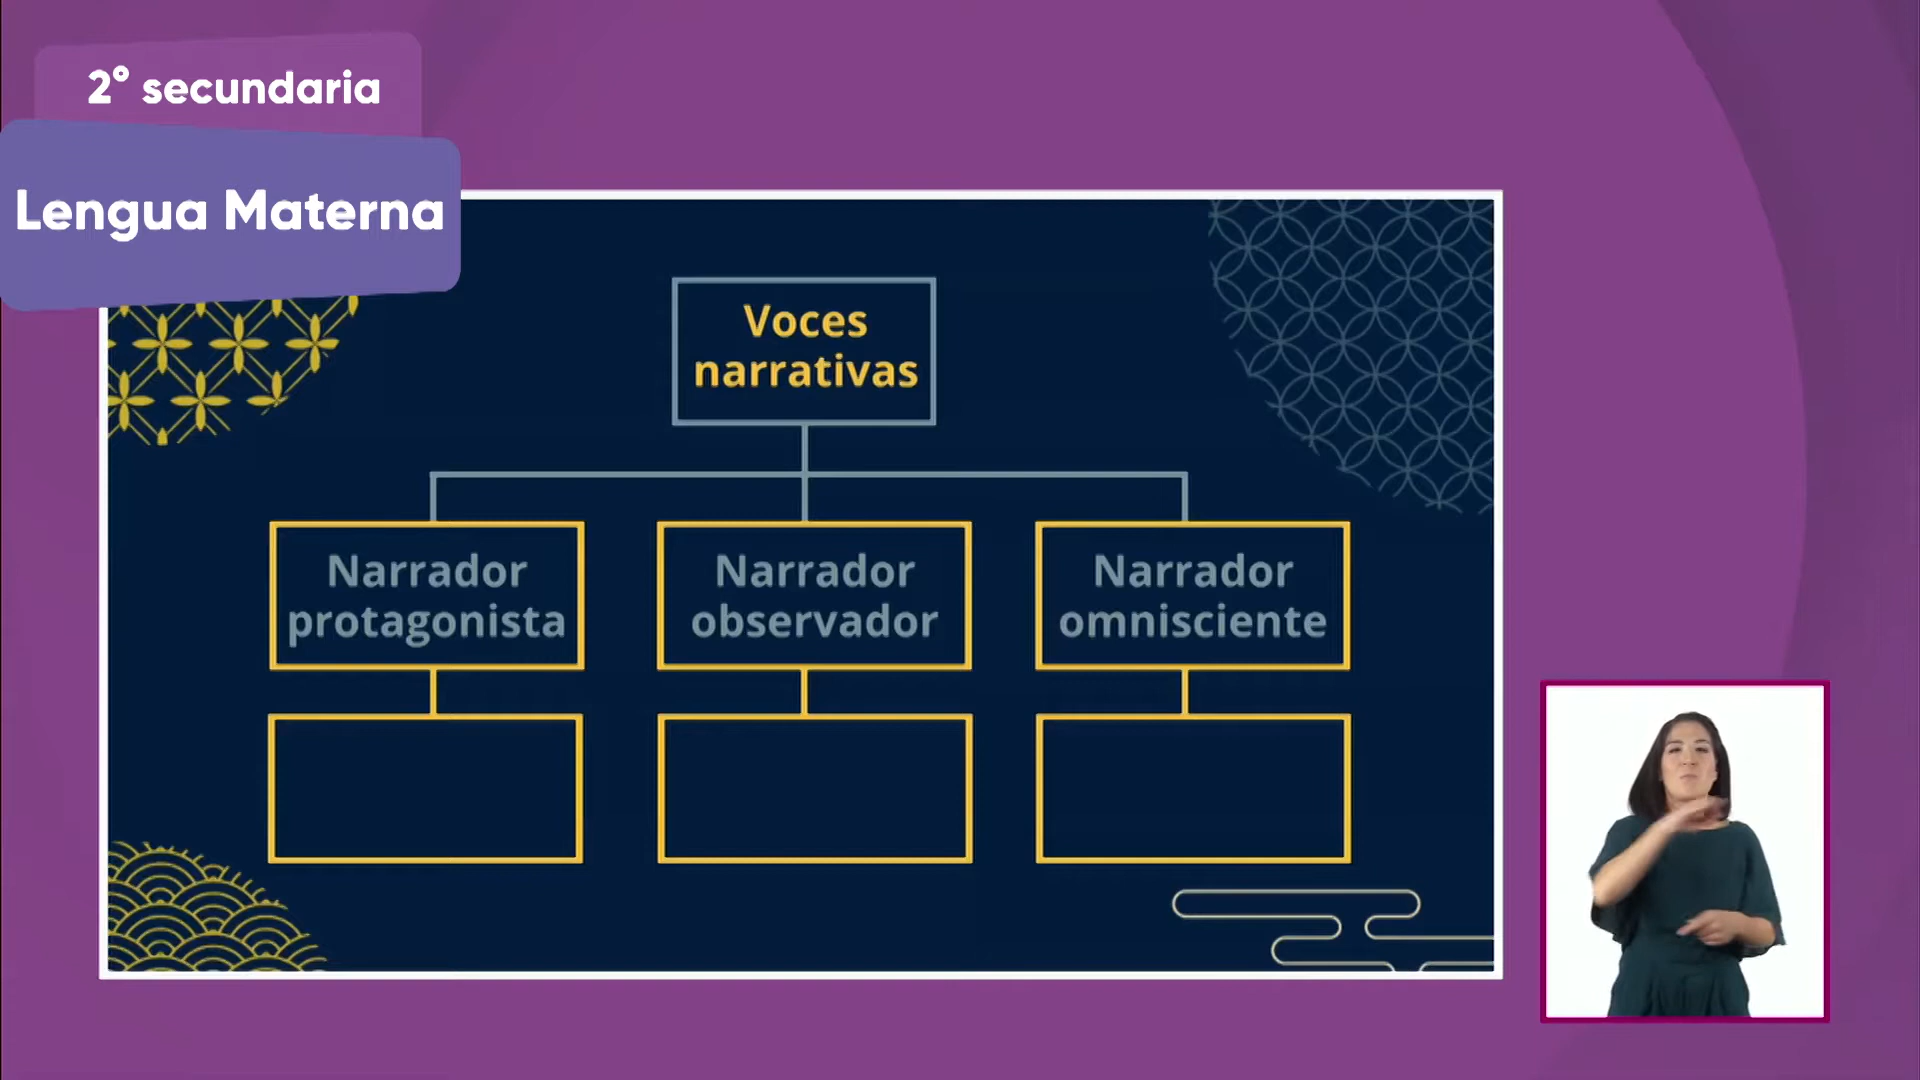 2° secundaria
Lengua Materna
Voces
narrativas
Narrador
protagonista
Narrador
observador
Narrador
omnisciente